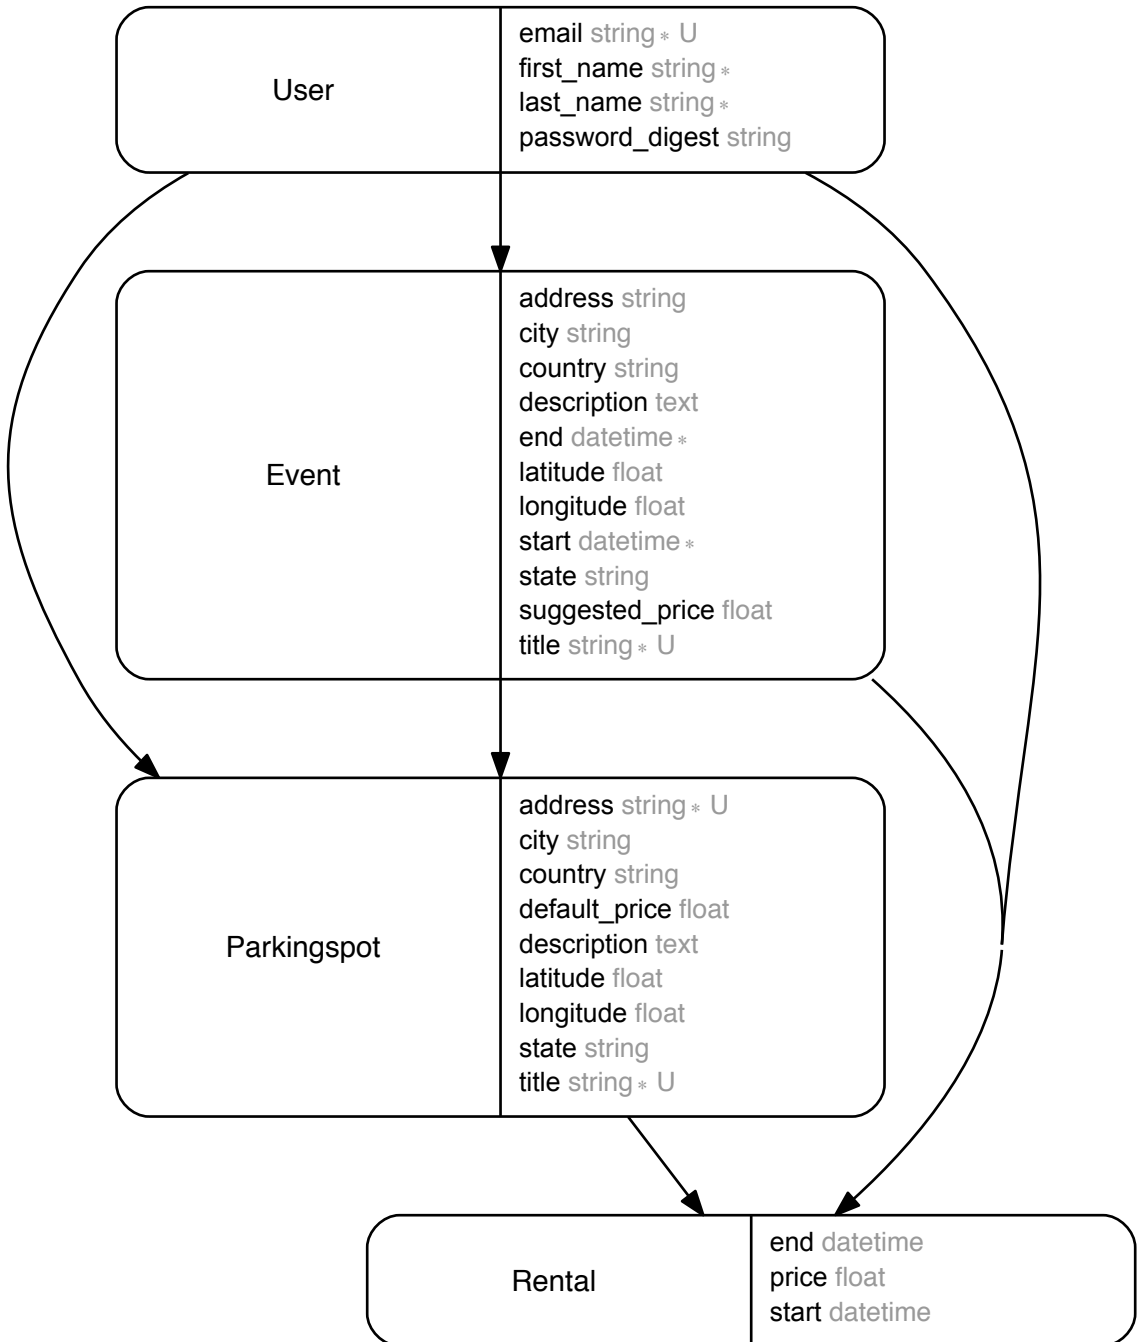 User
email string * U
first_name string *
last_name string *
password_digest string
Event
address string
city string
country string
description text
end datetime *
latitude float
longitude float
start datetime *
state string
suggested_price float
title string * U
Parkingspot
address string * U
city string
country string
default_price float
description text
latitude float
longitude float
state string
title string * U
Rental
end datetime
price float
start datetime